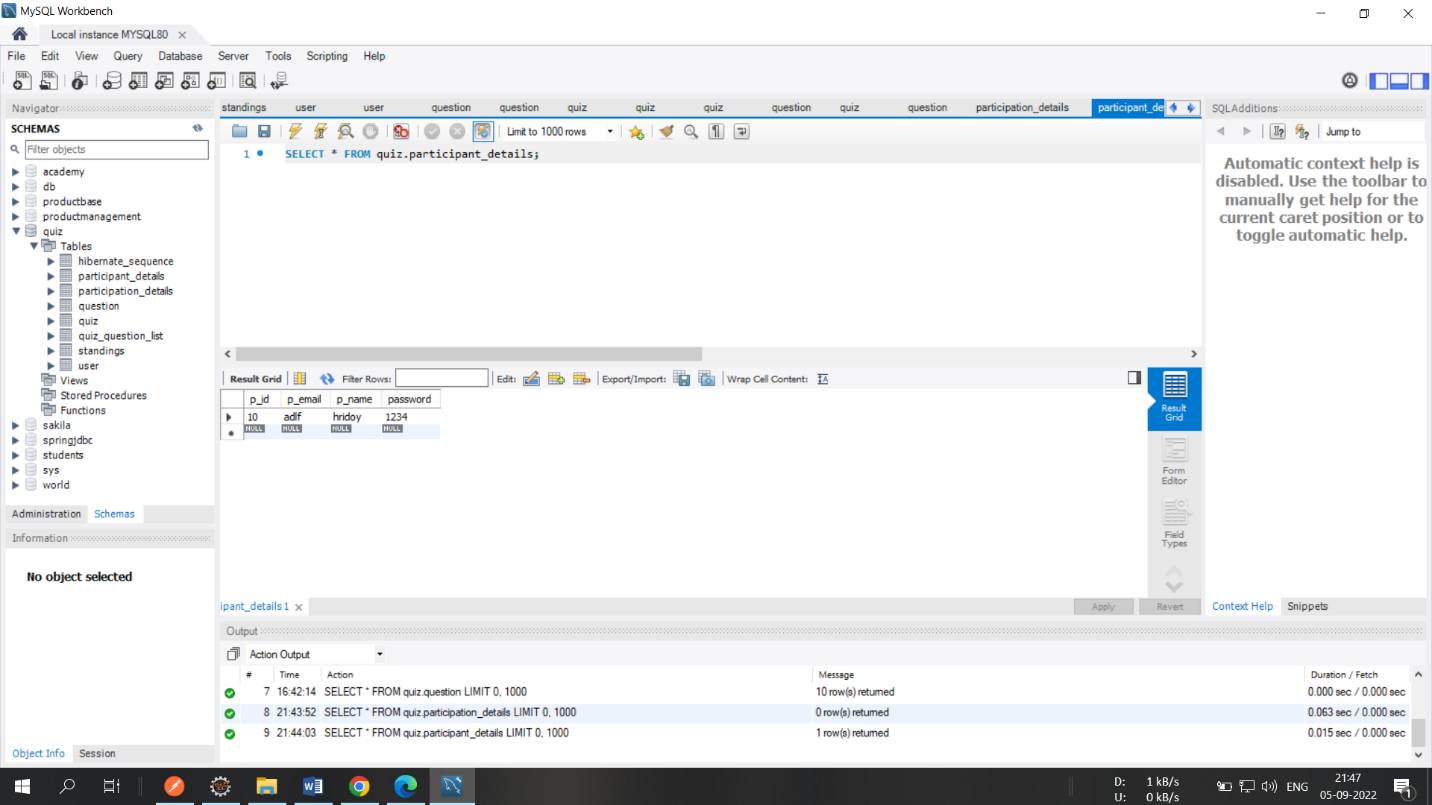 MySQL Workbench
Local instance MYSQL80
File Edit View Query Database Server Tools Scripting Help
Navigator
SCHEMAS
Filter objects
academy
db
productbase
productmanagement
quiz
Tables
hibernate_sequence
participant_details
participation_details
question
quiz
quiz_question_list
standings
user
Views
Stored Procedures
Functions
sakila
springjdbc
students
sys
world
Administration Schemas
Information
No object selected
Object Info Session
standings user user question question quiz quiz quiz question quiz question participation_details participant_de
Limit to 1000 rows
1 SELECT * FROM quiz.participant_details;
Result Grid Filter Rows: Edit: Export/Import: Wrap Cell Content:
p_id p_email p_name password
10 adlf hridoy 1234
NULL NULL NULL NULL
Result
Grid
Form
Editor
Field
Types
ipant_details 1
Apply Revert
SQLAdditions
Jump to
Automatic context help is
disabled. Use the toolbar to
manually get help for the
current caret position or to
toggle automatic help.
Context Help Snippets
Output
Action Output
# Time Action Message Duration / Fetch
7 16:42:14 SELECT * FROM quiz.question LIMIT 0, 1000 10 row(s) returned 0.000 sec / 0.000 sec
8 21:43:52 SELECT * FROM quiz.participation_details LIMIT 0, 1000 0 row(s) returned 0.063 sec / 0.000 sec
9 21:44:03 SELECT * FROM quiz.participant_details LIMIT 0, 1000 1 row(s) returned 0.015 sec / 0.000 sec
D: 1 kB/s
U: 0 kB/s
ENG
21:47
05-09-2022
1